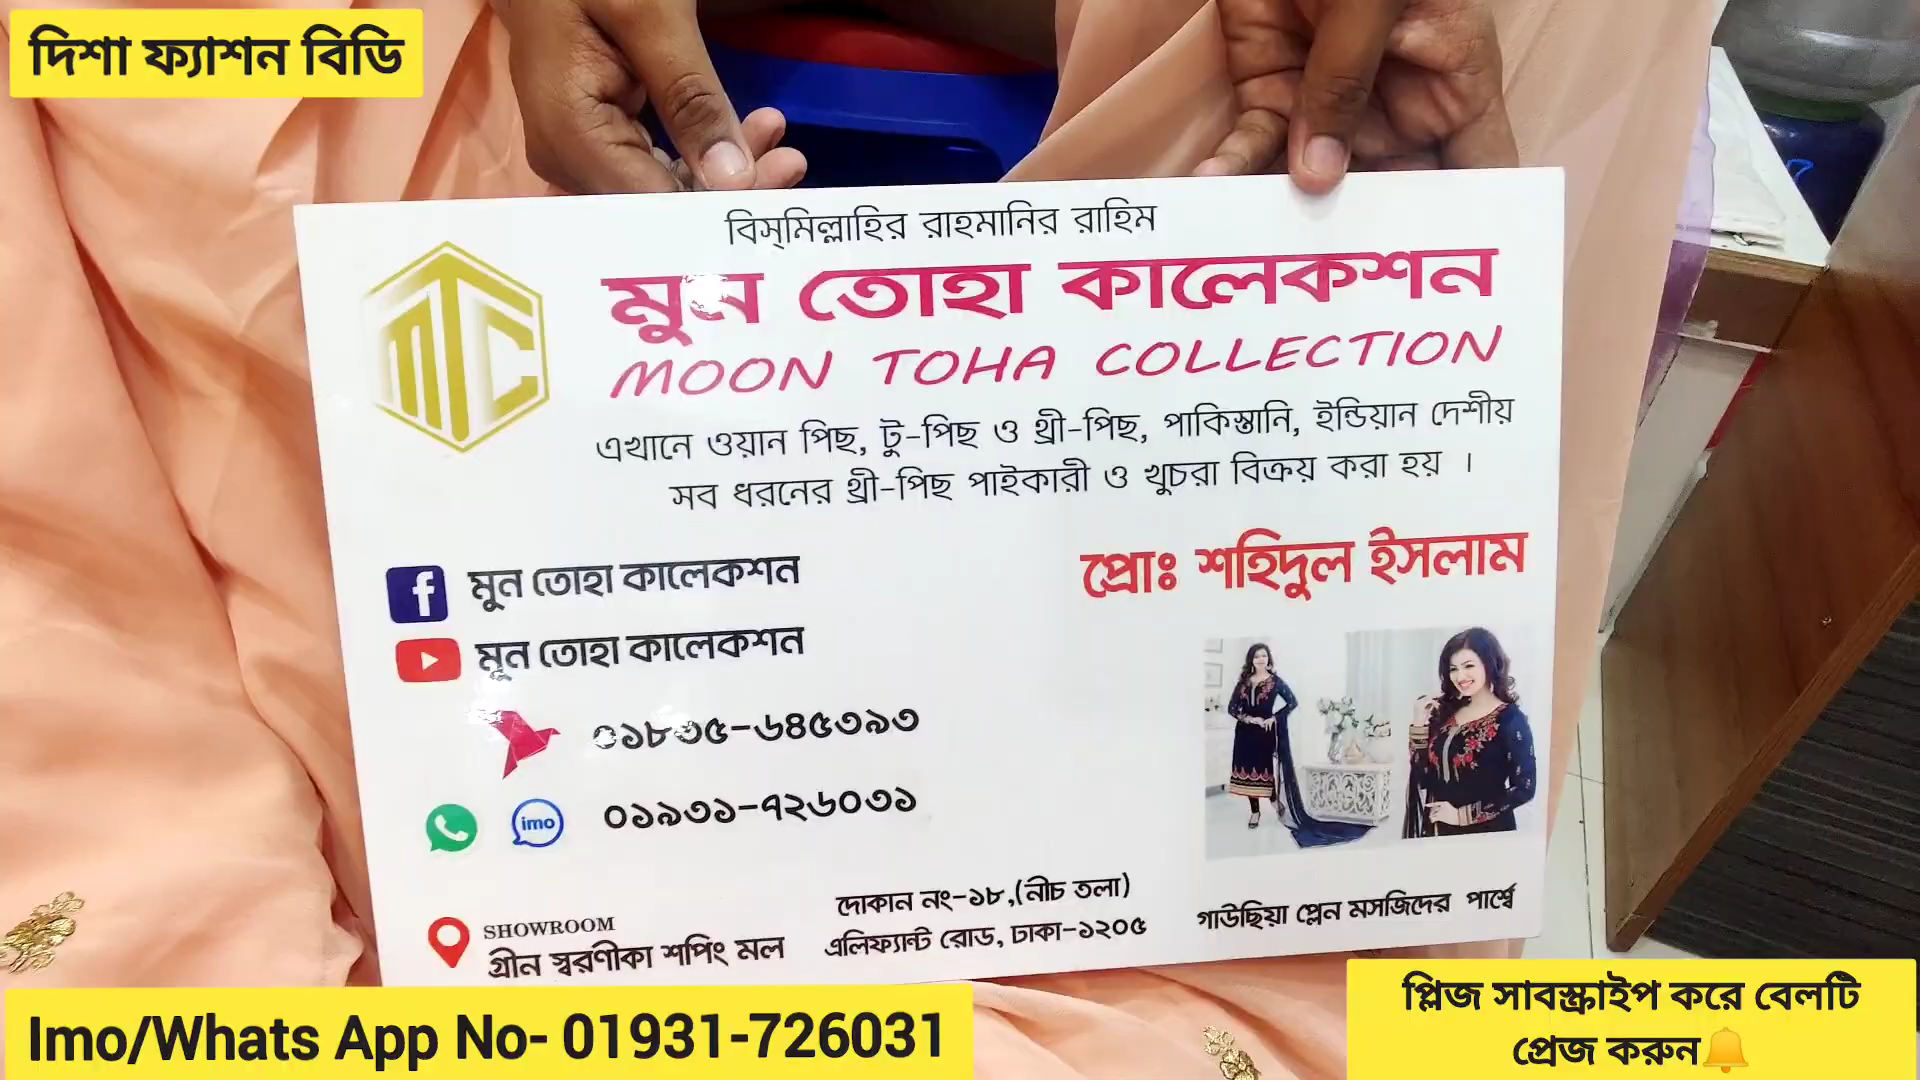 দিশা ফ্যাশন বিডি
বিস্‌মিল্লাহির রাহমানির রাহিম
MTC
মুন তোহা কালেকশন
MOON TOHA COLLECTION
এখানে ওয়ান পিছ, টু-পিছ ও থ্রী-পিছ, পাকিস্তানি, ইন্ডিয়ান দেশীয়
সব ধরনের থ্রী-পিছ পাইকারী ও খুচরা বিক্রয় করা হয় ।
প্রোঃ শহিদুল ইসলাম
f মুন তোহা কালেকশন
মুন তোহা কালেকশন
০১৮৩৫-৬৪৫৩৯৩
imo ০১৯৩১-৭২৬০৩১
SHOWROOM
গ্রীন স্বরণীকা শপিং মল
দোকান নং-১৮,(নীচ তলা)
এলিফ্যান্ট রোড, ঢাকা-১২০৫
গাউছিয়া প্লেন মসজিদের পার্শ্বে
Imo/Whats App No- 01931-726031
প্লিজ সাবস্ক্রাইপ করে বেলটি
প্রেজ করুন🔔